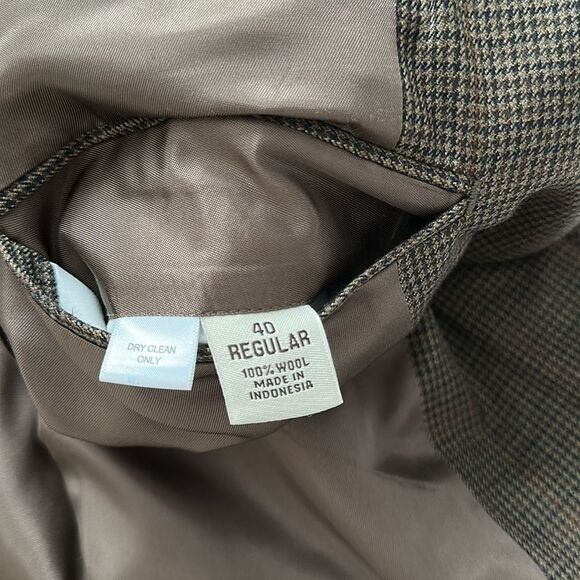 DRY CLEAN
ONLY
40
REGULAR
100% WOOL
MADE IN
INDONESIA